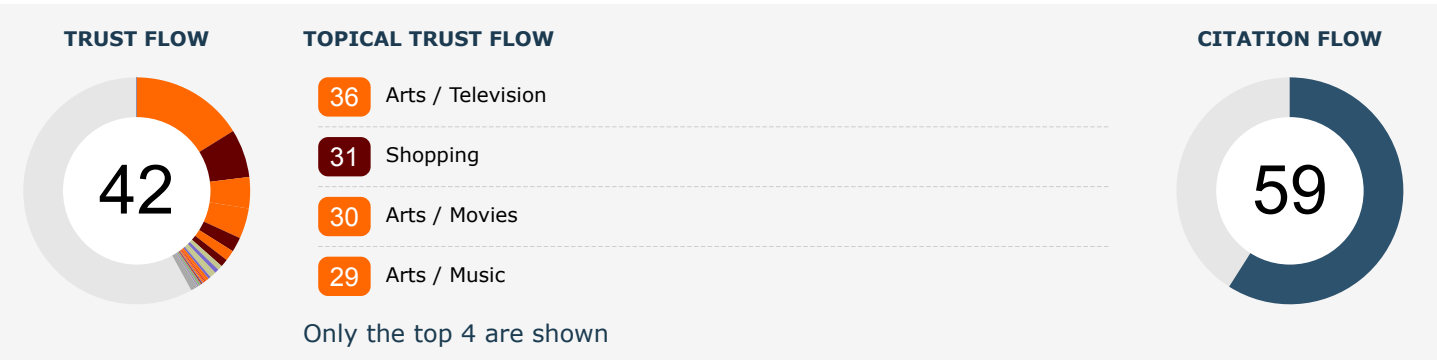 TRUST FLOW
42
TOPICAL TRUST FLOW
36 Arts / Television
31 Shopping
30 Arts / Movies
29 Arts / Music
Only the top 4 are shown
CITATION FLOW
59